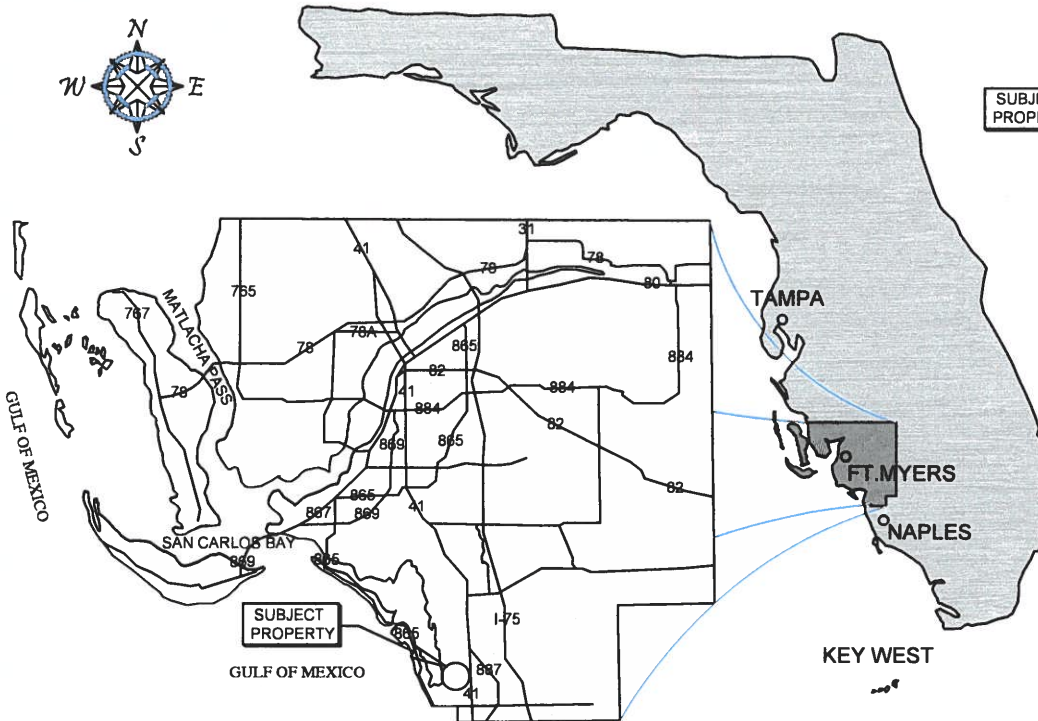 N
W
E
S
SUBJE
PROPE
31
41
78
78
80
765
767
MATLACHA PASS
78A
78
865
884
82
78
41
884
884
82
869
865
GULF OF MEXICO
865
82
867
869
41
SAN CARLOS BAY
869
865
I-75
SUBJECT
PROPERTY
865
GULF OF MEXICO
887
41
TAMPA
FT.MYERS
NAPLES
KEY WEST